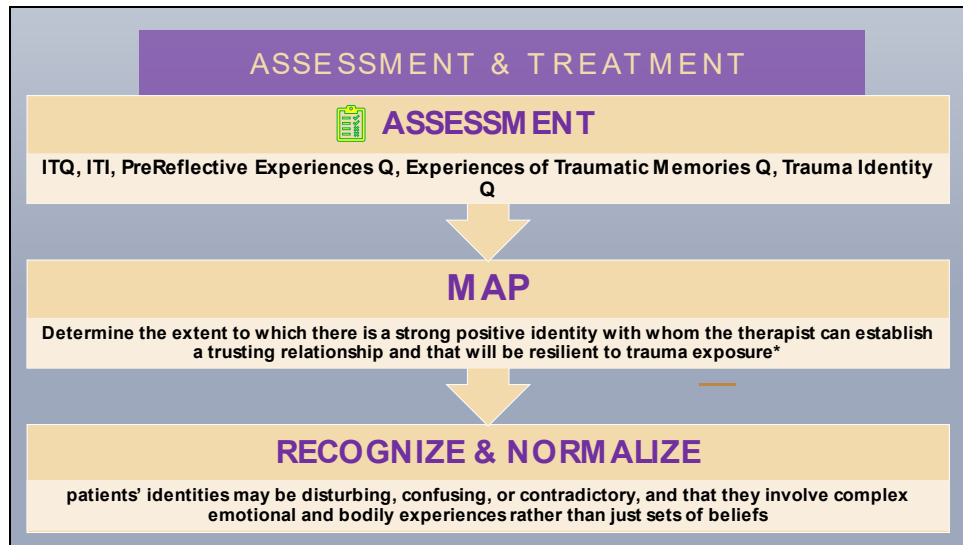 ASSESSMENT & TREATMENT
ASSESSMENT
ITQ, ITI, PreReflective Experiences Q, Experiences of Traumatic Memories Q, Trauma Identity
Q
MAP
Determine the extent to which there is a strong positive identity with whom the therapist can establish
a trusting relationship and that will be resilient to trauma exposure*
RECOGNIZE & NORMALIZE
patients’ identities may be disturbing, confusing, or contradictory, and that they involve complex
emotional and bodily experiences rather than just sets of beliefs